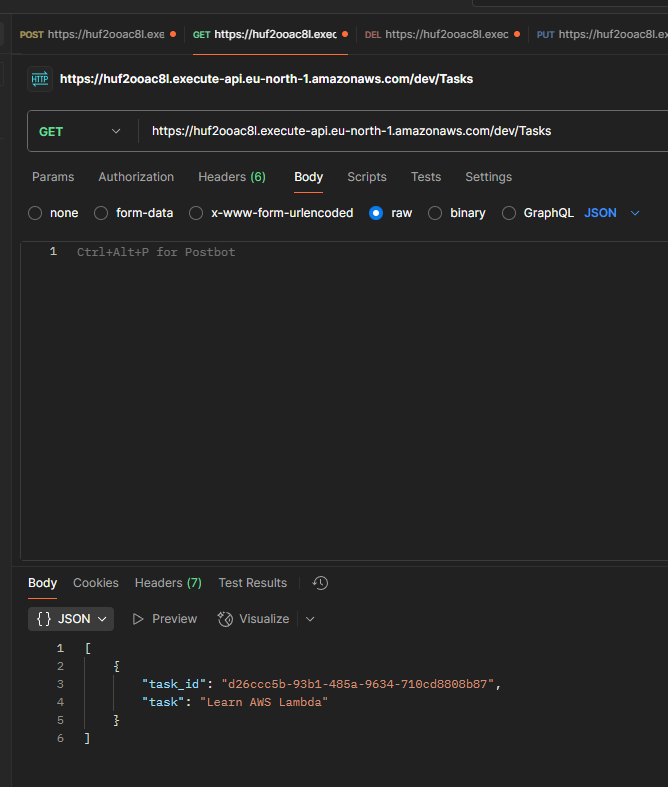 POST https://huf2ooac8l.exe GET https://huf2ooac8l.exec DEL https://huf2ooac8l.exec PUT https://huf2ooac8l.ex
HTTP https://huf2ooac8l.execute-api.eu-north-1.amazonaws.com/dev/Tasks
GET https://huf2ooac8l.execute-api.eu-north-1.amazonaws.com/dev/Tasks
Params Authorization Headers (6) Body Scripts Tests Settings
none form-data x-www-form-urlencoded raw binary GraphQL JSON
1 Ctrl+Alt+P for Postbot
Body Cookies Headers (7) Test Results
{} JSON Preview Visualize
1 [
2 {
3 "task_id": "d26ccc5b-93b1-485a-9634-710cd8808b87",
4 "task": "Learn AWS Lambda"
5 }
6 ]